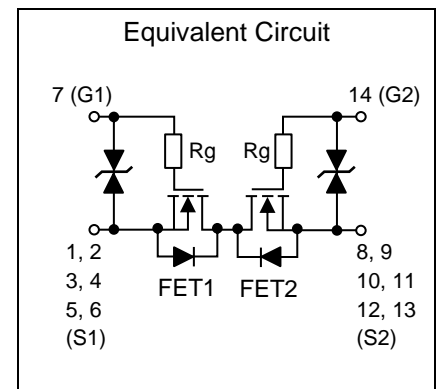 Equivalent Circuit
7 (G1)
14 (G2)
Rg
Rg
1, 2
3, 4
5, 6
(S1)
FET1
FET2
8, 9
10, 11
12, 13
(S2)